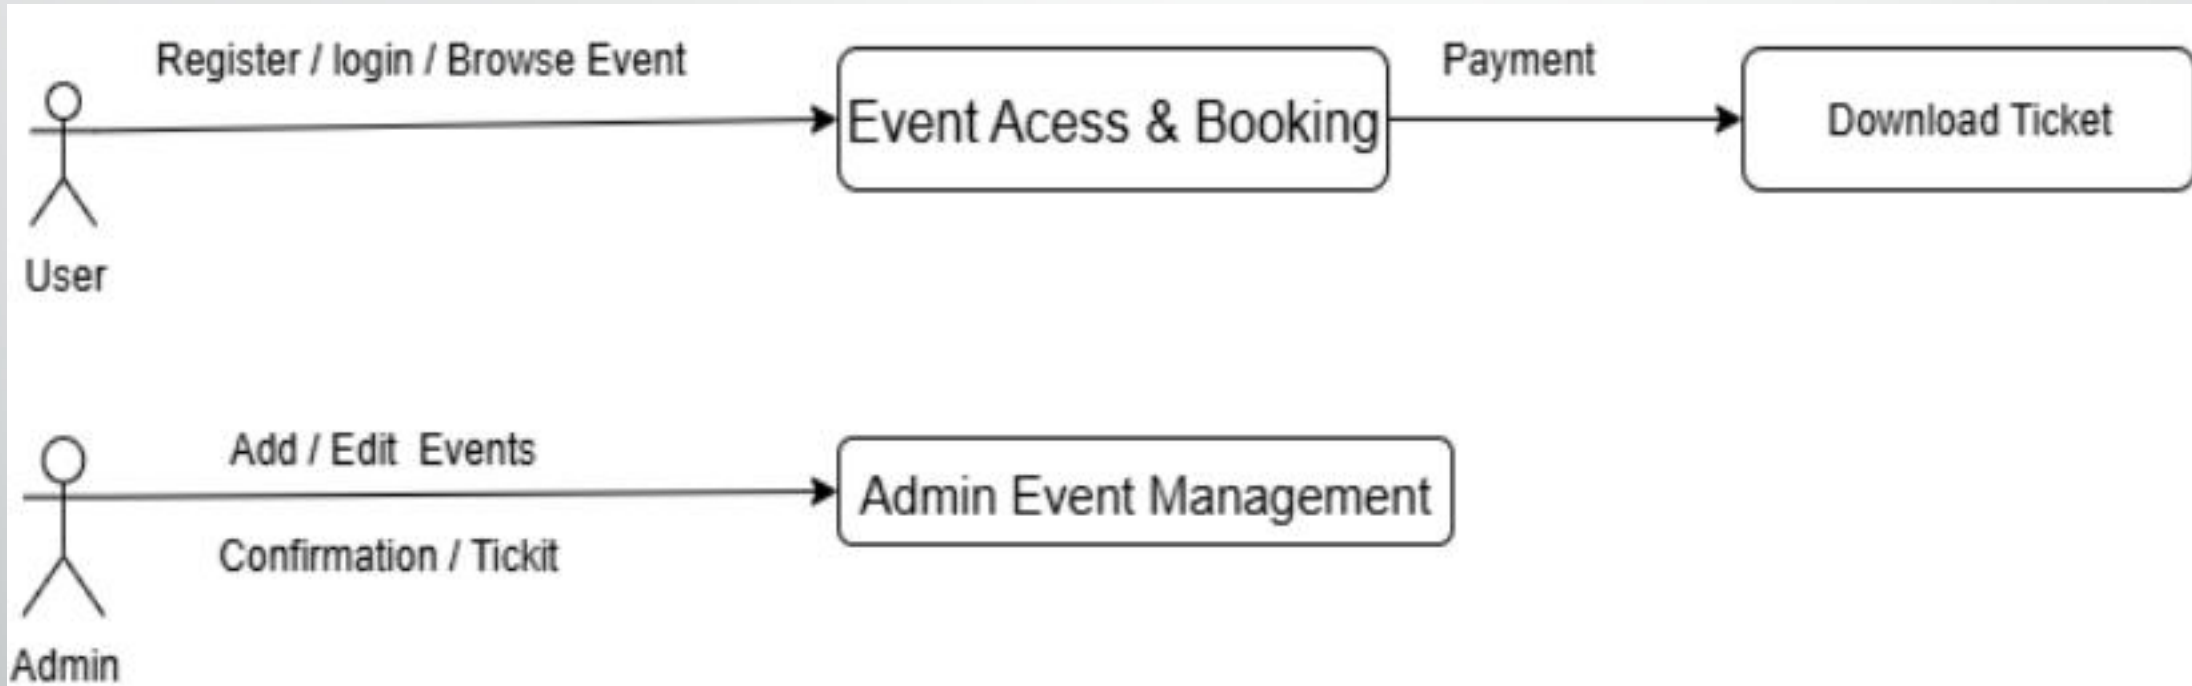 Register / login / Browse Event
Payment
Event Acess & Booking
Download Ticket
User
Add / Edit Events
Admin Event Management
Confirmation / Tickit
Admin